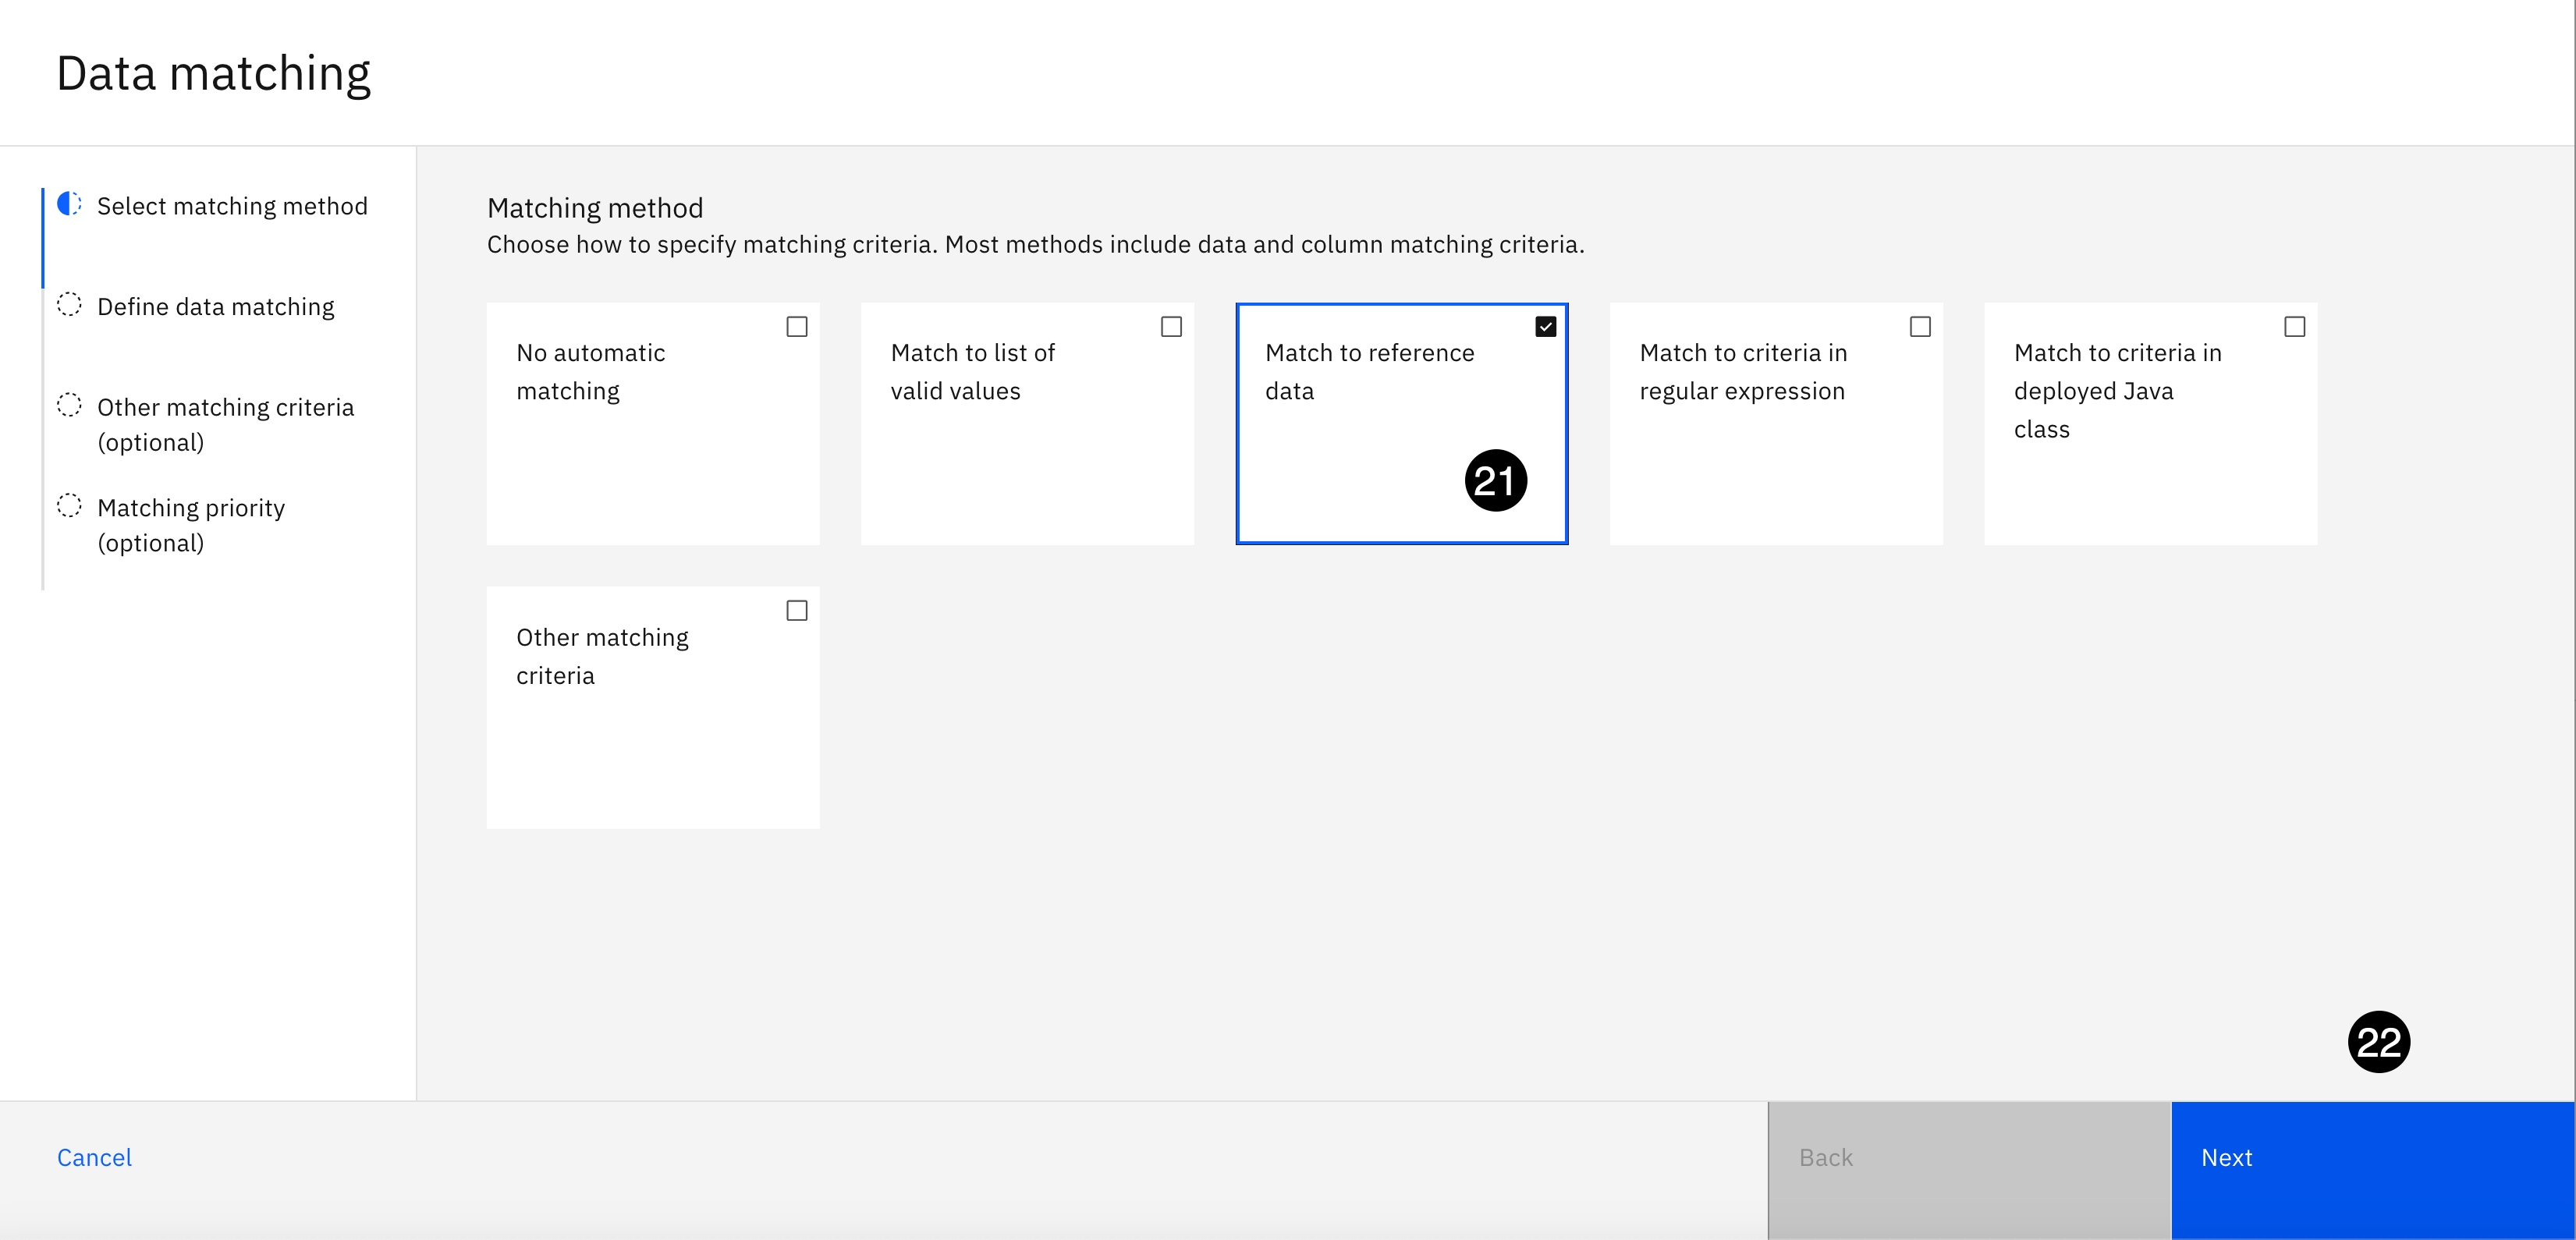 Data matching
Select matching method
Define data matching
Other matching criteria
(optional)
Matching priority
(optional)
Matching method
Choose how to specify matching criteria. Most methods include data and column matching criteria.
No automatic
matching
Match to list of
valid values
Match to reference
data
21
Match to criteria in
regular expression
Match to criteria in
deployed Java
class
Other matching
criteria
22
Cancel
Back
Next